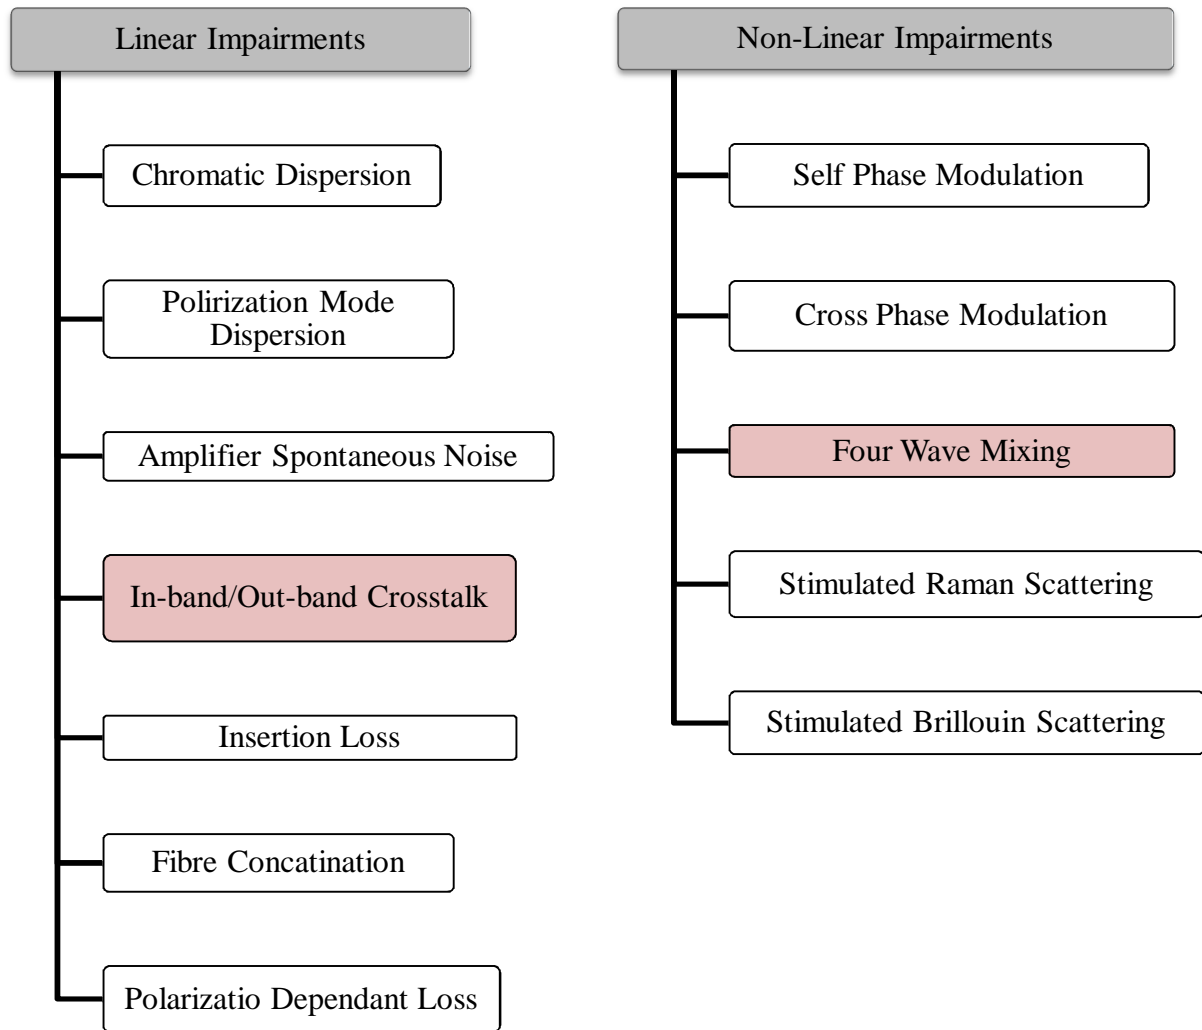 Linear Impairments
Chromatic Dispersion
Polirization Mode
Dispersion
Amplifier Spontaneous Noise
In-band/Out-band Crosstalk
Insertion Loss
Fibre Concatination
Polarizatio Dependant Loss
Non-Linear Impairments
Self Phase Modulation
Cross Phase Modulation
Four Wave Mixing
Stimulated Raman Scattering
Stimulated Brillouin Scattering